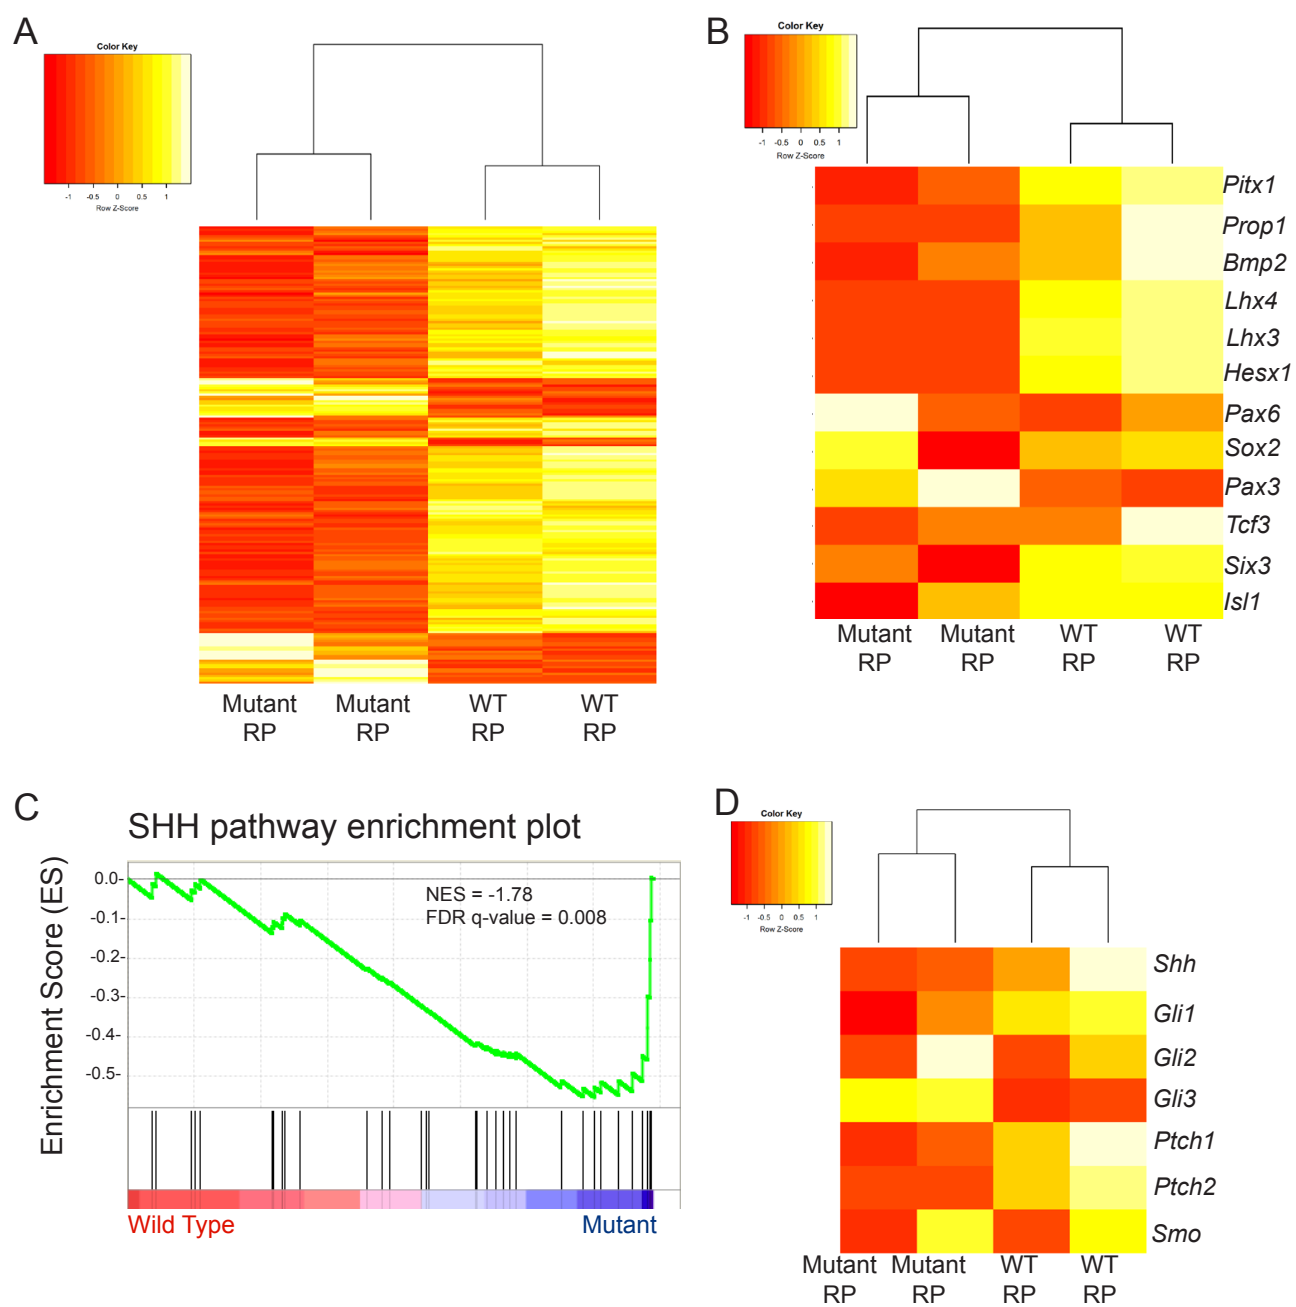 A
Color Key
-1 -0.5 0 0.5 1
Row Z-Score
Mutant RP
Mutant RP
WT RP
WT RP
B
Color Key
-1 -0.5 0 0.5 1
Row Z-Score
Pitx1
Prop1
Bmp2
Lhx4
Lhx3
Hesx1
Pax6
Sox2
Pax3
Tcf3
Six3
Isl1
Mutant RP
Mutant RP
WT RP
WT RP
C
SHH pathway enrichment plot
Enrichment Score (ES)
0.0-
-0.1-
-0.2-
-0.3-
-0.4-
-0.5-
NES = -1.78
FDR q-value = 0.008
Wild Type
Mutant
D
Color Key
-1 -0.5 0 0.5 1
Row Z-Score
Shh
Gli1
Gli2
Gli3
Ptch1
Ptch2
Smo
Mutant RP
Mutant RP
WT RP
WT RP